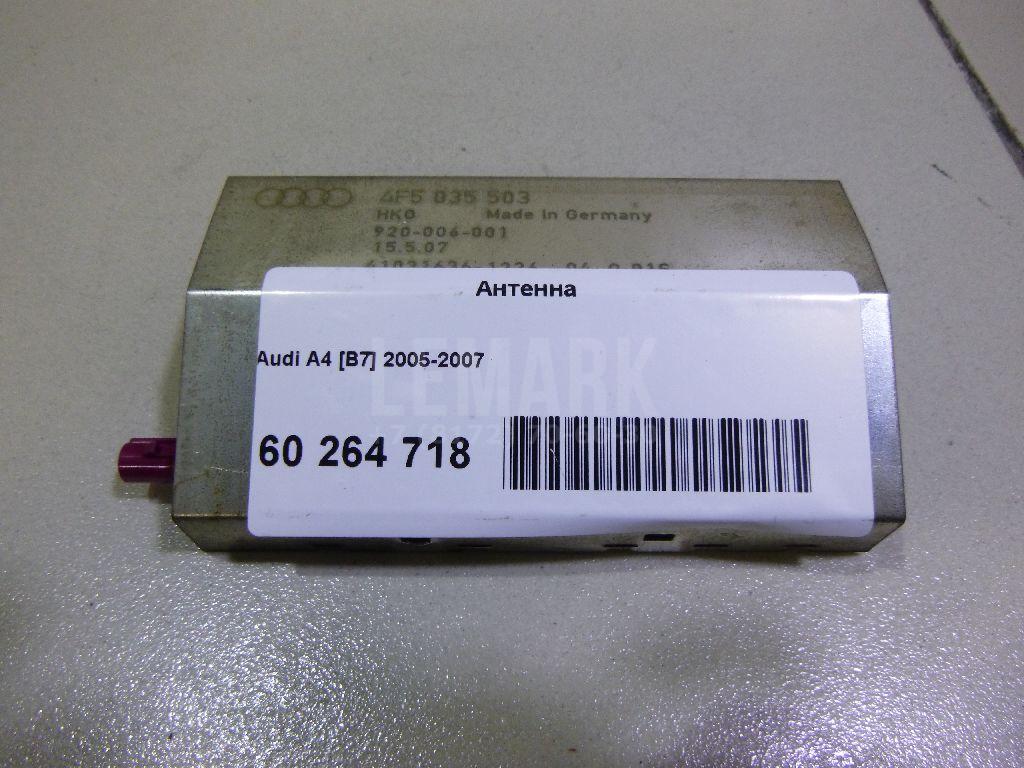 4F5 035 503
HKO Made in Germany
920-006-001
15.5.07
Антенна
Audi A4 [B7] 2005-2007
LEMARK
60 264 718